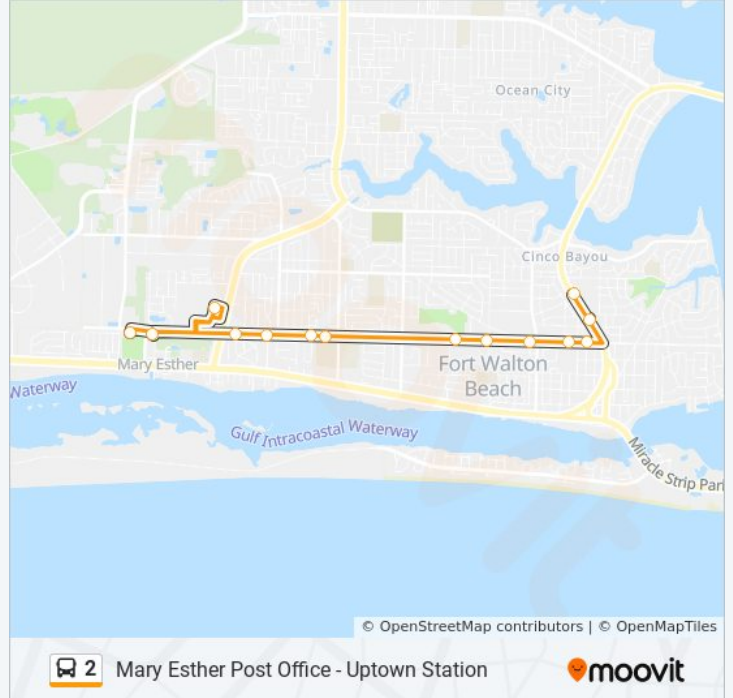 Ocean City
Cinco Bayou
Mary Esther
Fort Walton
Beach
Waterway
Gulf Intracoastal Waterway
Miracle Strip Par
© OpenStreetMap contributors | © OpenMapTiles
2 Mary Esther Post Office - Uptown Station
moovit